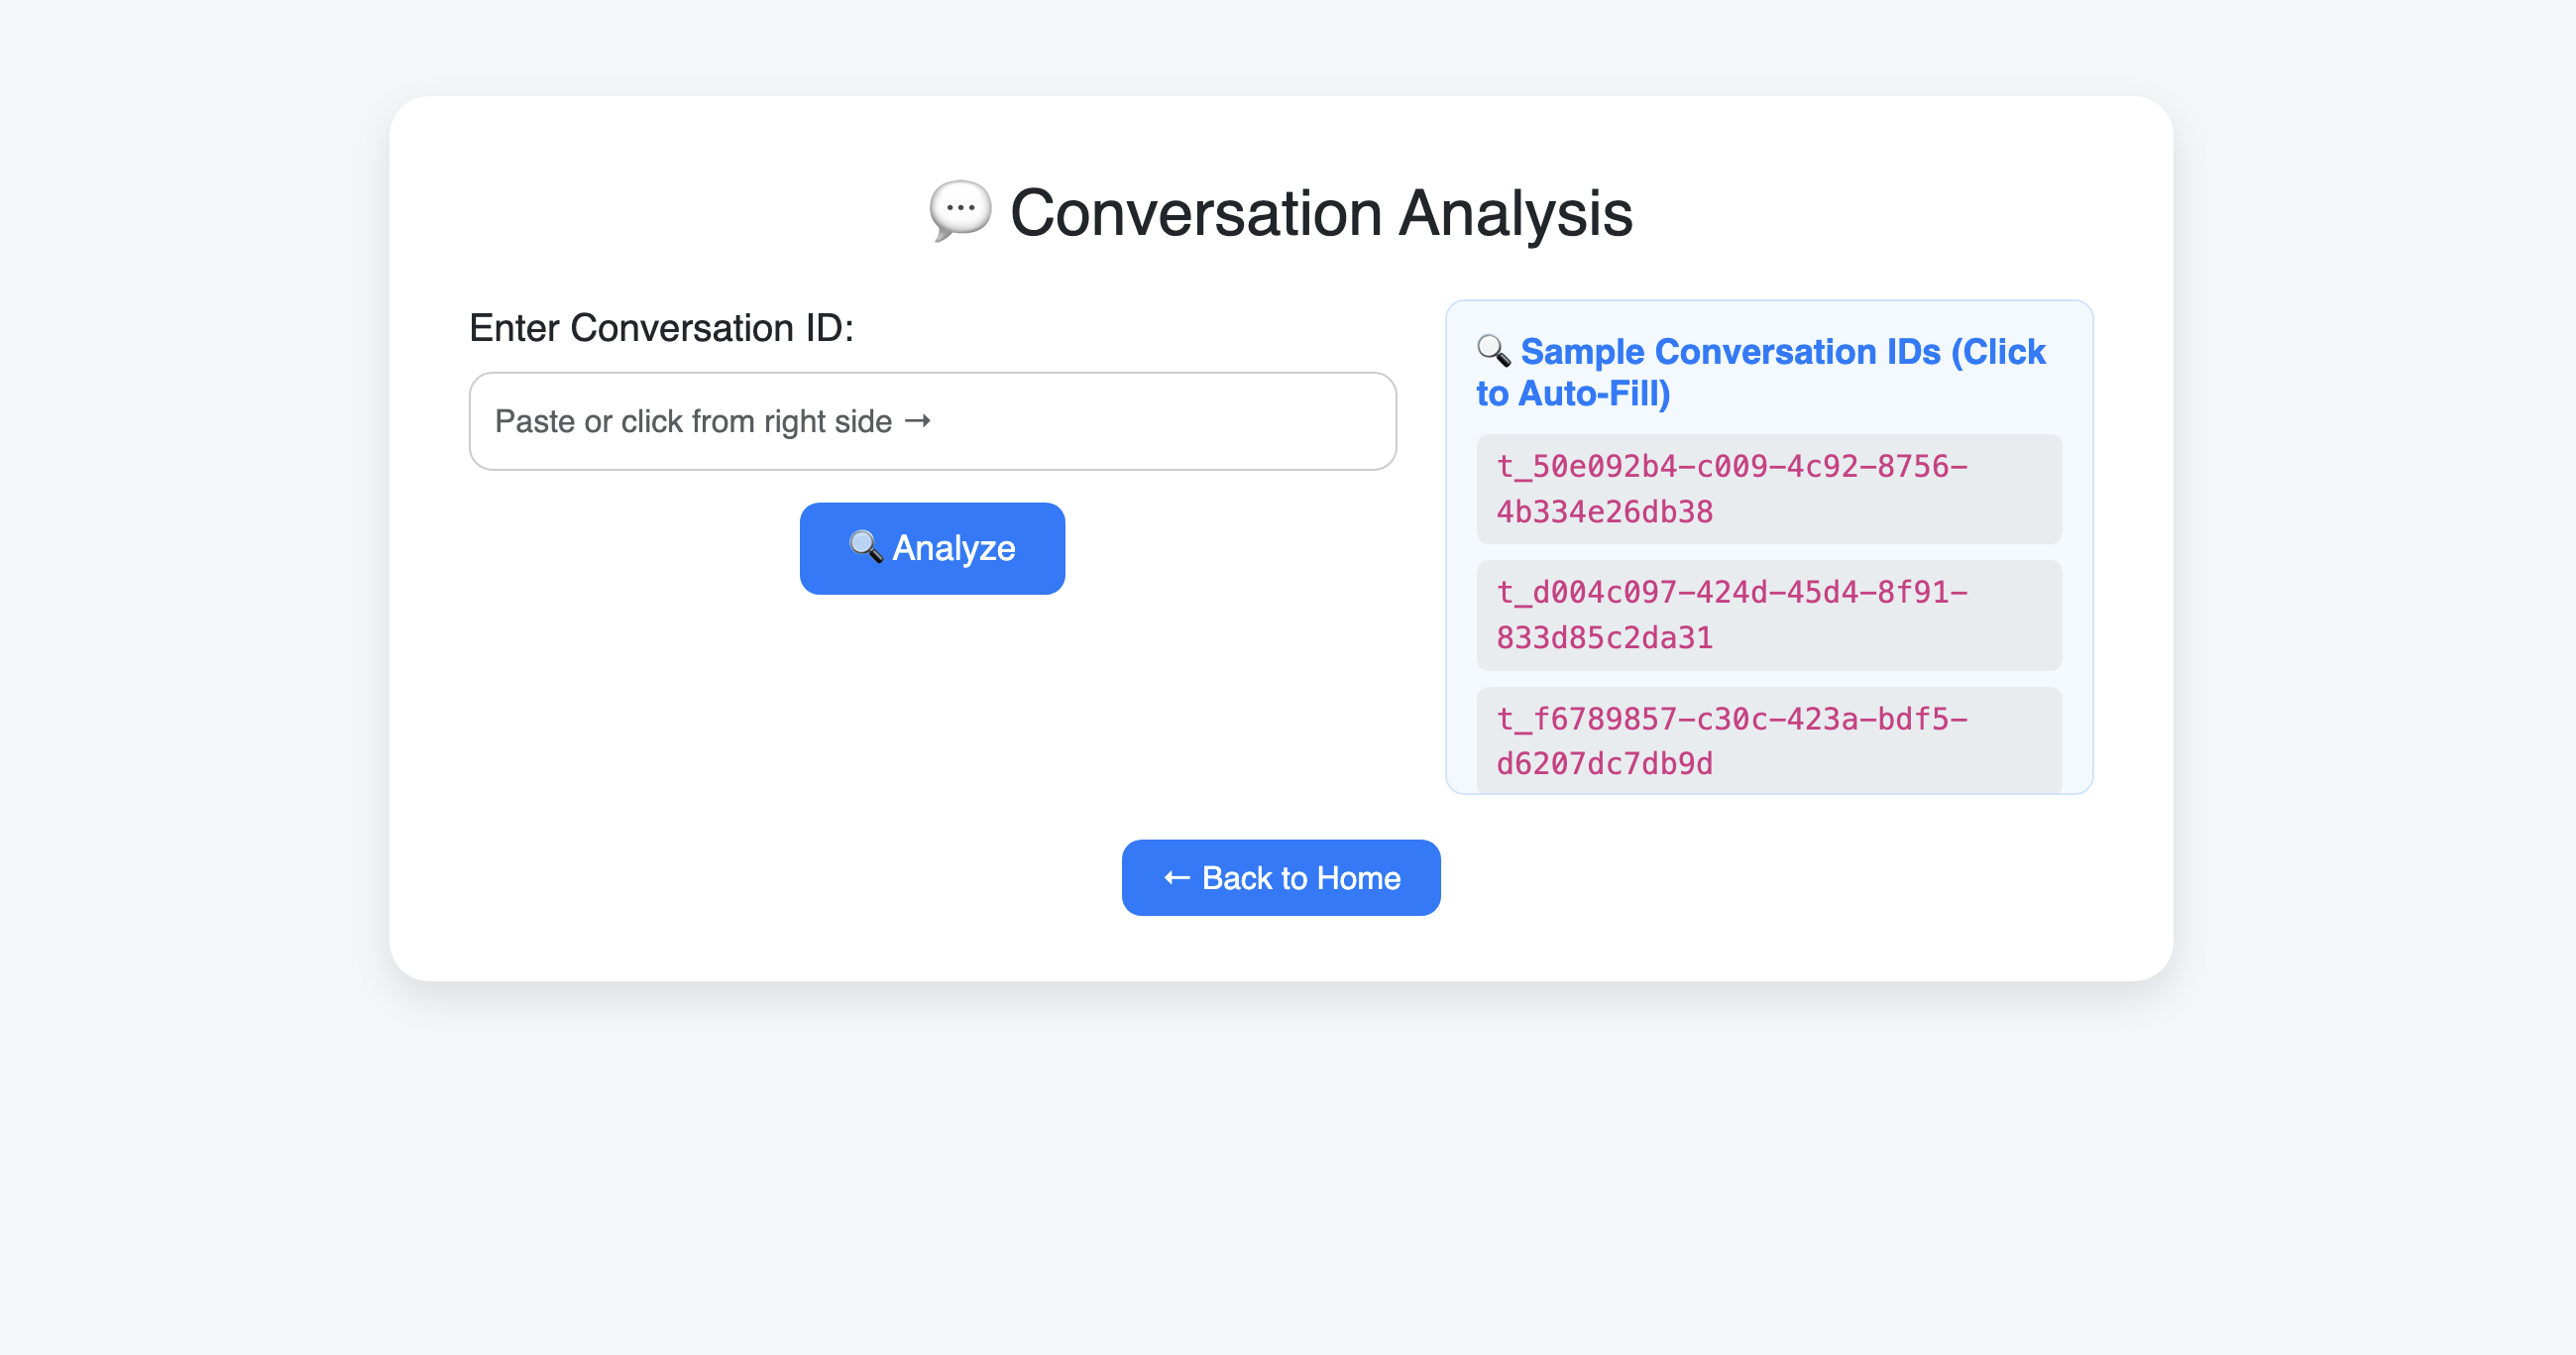 💬 Conversation Analysis
Enter Conversation ID:
Paste or click from right side →
🔍 Analyze
🔍 Sample Conversation IDs (Click
to Auto-Fill)
t_50e092b4-c009-4c92-8756-
4b334e26db38
t_d004c097-424d-45d4-8f91-
833d85c2da31
t_f6789857-c30c-423a-bdf5-
d6207dc7db9d
← Back to Home